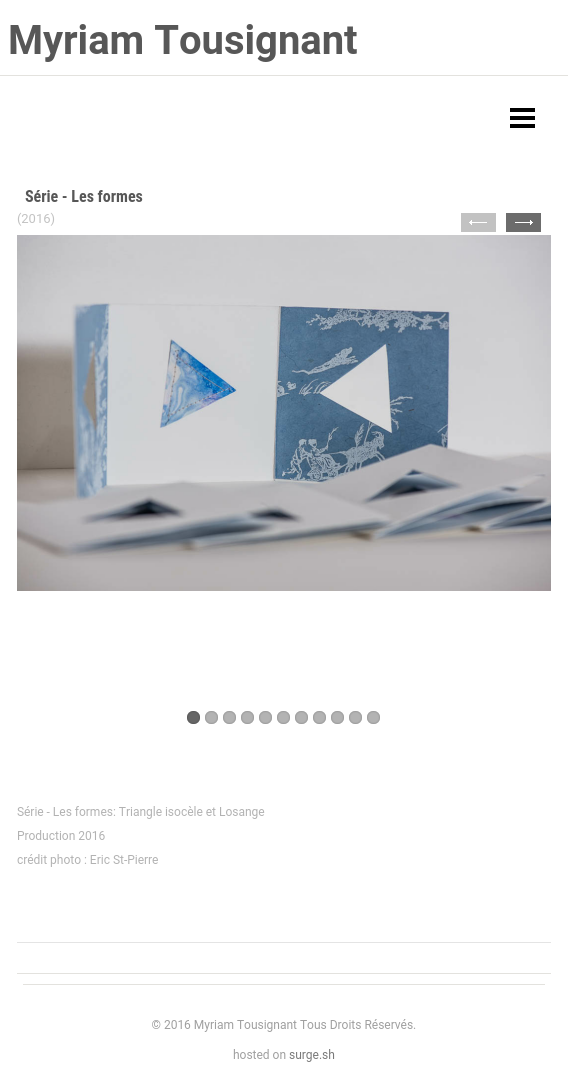 Myriam Tousignant
Série - Les formes
(2016)
Série - Les formes: Triangle isocèle et Losange
Production 2016
crédit photo : Eric St-Pierre
© 2016 Myriam Tousignant Tous Droits Réservés.
hosted on surge.sh